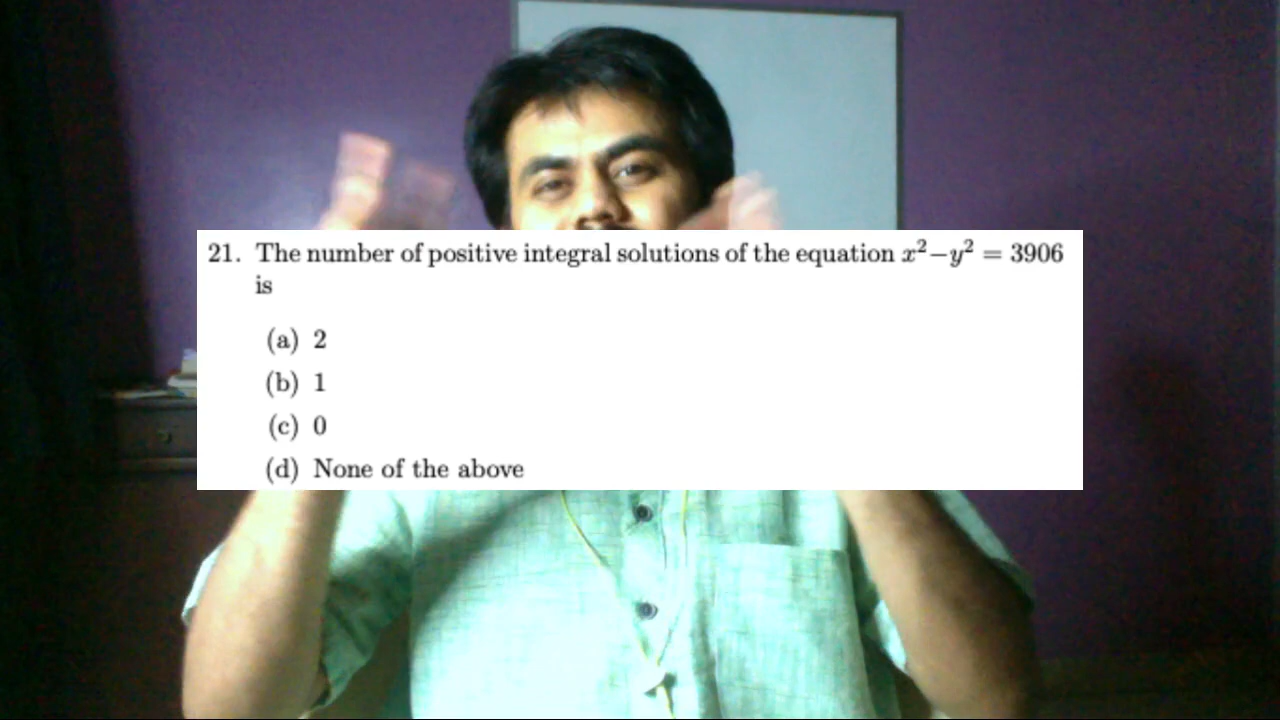 21. The number of positive integral solutions of the equation x²−y² = 3906
is
(a) 2
(b) 1
(c) 0
(d) None of the above